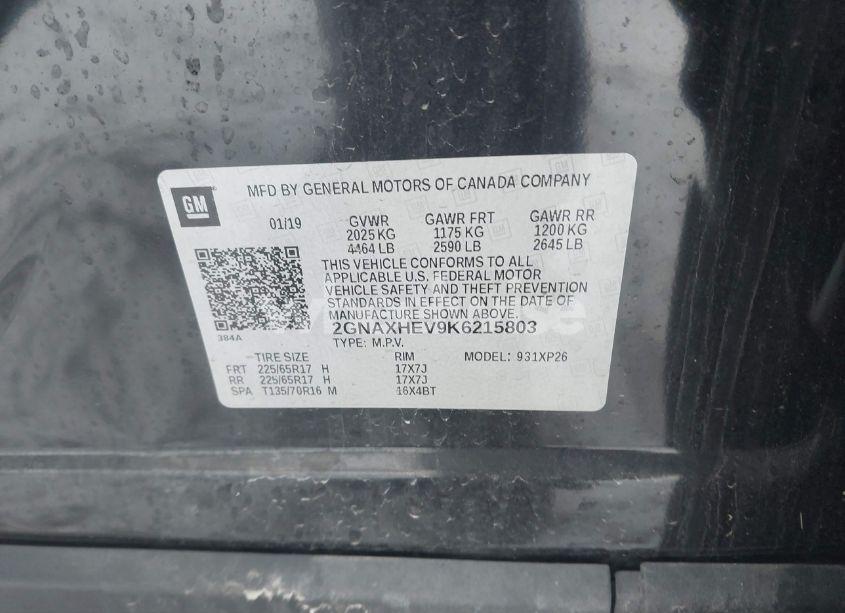 GM
MFD BY GENERAL MOTORS OF CANADA COMPANY
01/19 GVWR GAWR FRT GAWR RR
2025 KG 1175 KG 1200 KG
4464 LB 2590 LB 2645 LB
THIS VEHICLE CONFORMS TO ALL
APPLICABLE U.S. FEDERAL MOTOR
VEHICLE SAFETY AND THEFT PREVENTION
STANDARDS IN EFFECT ON THE DATE OF
MANUFACTURE SHOWN ABOVE.
2GNAXHEV9K6215803
384A
TYPE: M.P.V.
TIRE SIZE RIM MODEL: 931XP26
FRT 225/65R17 H 17X7J
RR 225/65R17 H 17X7J
SPA T135/70R16 M 16X4BT